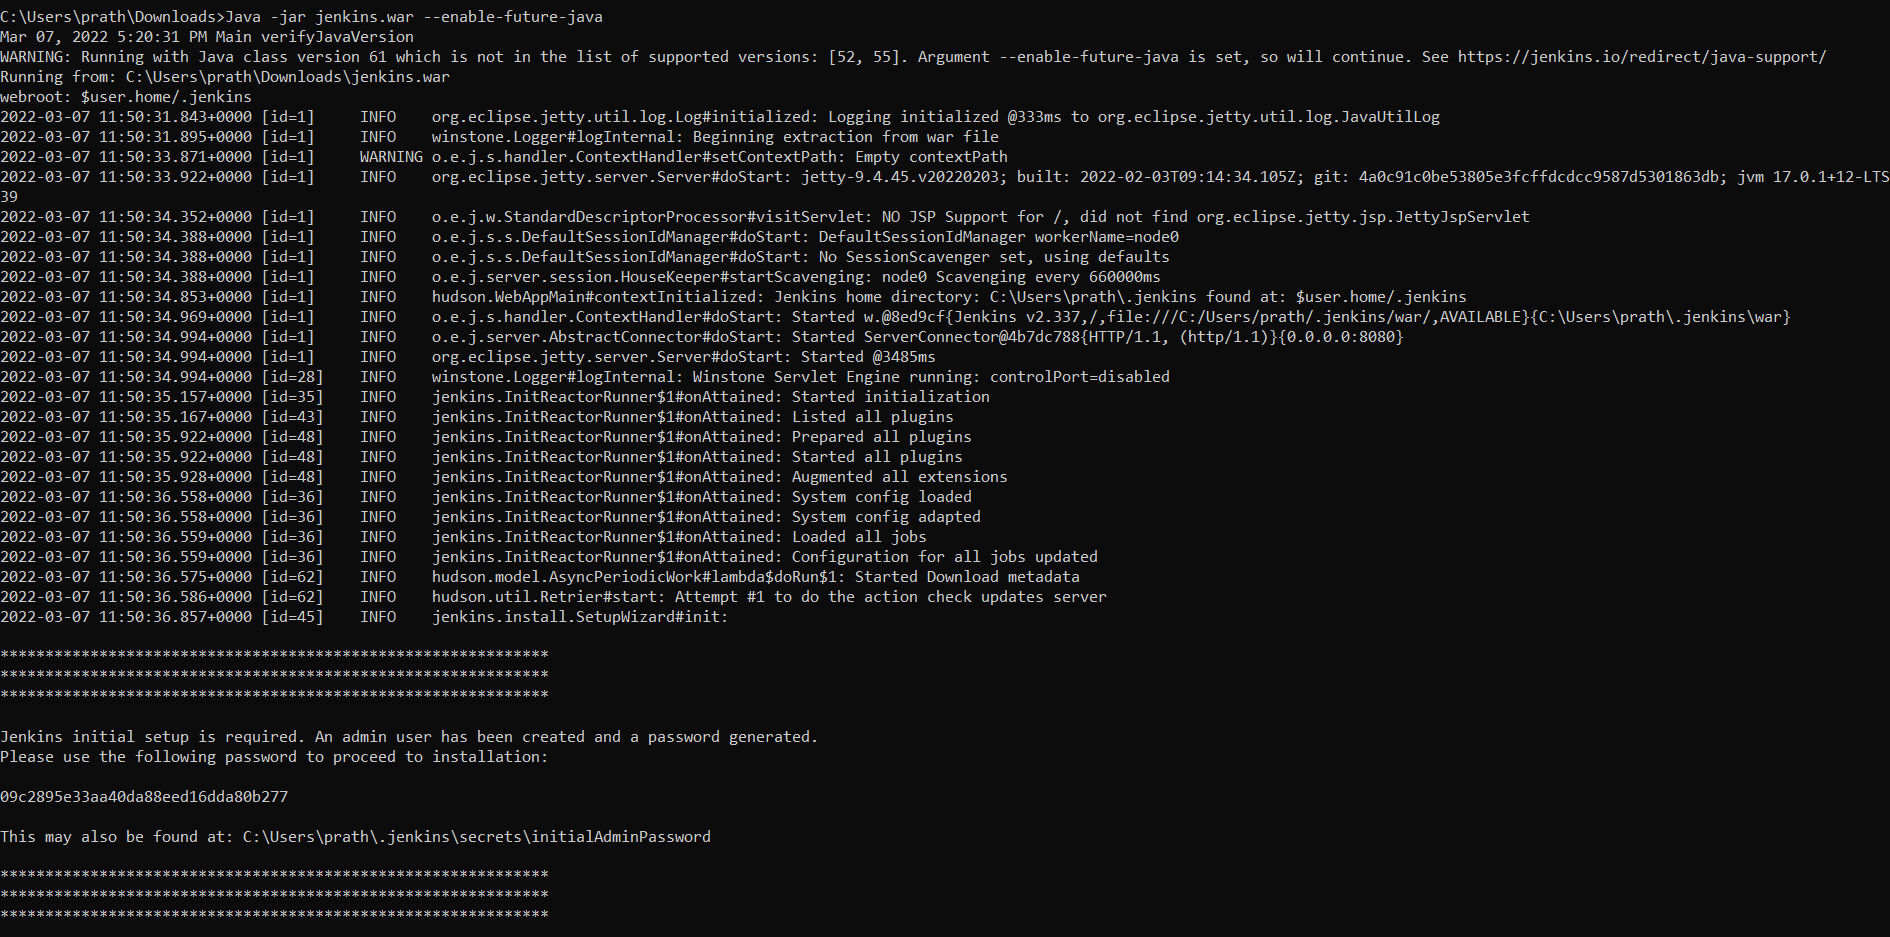 C:\Users\prath\Downloads>Java -jar jenkins.war --enable-future-java
Mar 07, 2022 5:20:31 PM Main verifyJavaVersion
WARNING: Running with Java class version 61 which is not in the list of supported versions: [52, 55]. Argument --enable-future-java is set, so will continue. See https://jenkins.io/redirect/java-support/
Running from: C:\Users\prath\Downloads\jenkins.war
webroot: $user.home/.jenkins
2022-03-07 11:50:31.843+0000 [id=1]     INFO    org.eclipse.jetty.util.log.Log#initialized: Logging initialized @333ms to org.eclipse.jetty.util.log.JavaUtilLog
2022-03-07 11:50:31.895+0000 [id=1]     INFO    winstone.Logger#logInternal: Beginning extraction from war file
2022-03-07 11:50:33.871+0000 [id=1]     WARNING o.e.j.s.handler.ContextHandler#setContextPath: Empty contextPath
2022-03-07 11:50:33.922+0000 [id=1]     INFO    org.eclipse.jetty.server.Server#doStart: jetty-9.4.45.v20220203; built: 2022-02-03T09:14:34.105Z; git: 4a0c91c0be53805e3fcffdcdcc9587d5301863db; jvm 17.0.1+12-LTS
39
2022-03-07 11:50:34.352+0000 [id=1]     INFO    o.e.j.w.StandardDescriptorProcessor#visitServlet: NO JSP Support for /, did not find org.eclipse.jetty.jsp.JettyJspServlet
2022-03-07 11:50:34.388+0000 [id=1]     INFO    o.e.j.s.s.DefaultSessionIdManager#doStart: DefaultSessionIdManager workerName=node0
2022-03-07 11:50:34.388+0000 [id=1]     INFO    o.e.j.s.s.DefaultSessionIdManager#doStart: No SessionScavenger set, using defaults
2022-03-07 11:50:34.388+0000 [id=1]     INFO    o.e.j.server.session.HouseKeeper#startScavenging: node0 Scavenging every 660000ms
2022-03-07 11:50:34.853+0000 [id=1]     INFO    hudson.WebAppMain#contextInitialized: Jenkins home directory: C:\Users\prath\.jenkins found at: $user.home/.jenkins
2022-03-07 11:50:34.969+0000 [id=1]     INFO    o.e.j.s.handler.ContextHandler#doStart: Started w.@8ed9cf{Jenkins v2.337,/,file:///C:/Users/prath/.jenkins/war/,AVAILABLE}{C:\Users\prath\.jenkins\war}
2022-03-07 11:50:34.994+0000 [id=1]     INFO    o.e.j.server.AbstractConnector#doStart: Started ServerConnector@4b7dc788{HTTP/1.1, (http/1.1)}{0.0.0.0:8080}
2022-03-07 11:50:34.994+0000 [id=1]     INFO    org.eclipse.jetty.server.Server#doStart: Started @3485ms
2022-03-07 11:50:34.994+0000 [id=28]    INFO    winstone.Logger#logInternal: Winstone Servlet Engine running: controlPort=disabled
2022-03-07 11:50:35.157+0000 [id=35]    INFO    jenkins.InitReactorRunner$1#onAttained: Started initialization
2022-03-07 11:50:35.167+0000 [id=43]    INFO    jenkins.InitReactorRunner$1#onAttained: Listed all plugins
2022-03-07 11:50:35.922+0000 [id=48]    INFO    jenkins.InitReactorRunner$1#onAttained: Prepared all plugins
2022-03-07 11:50:35.922+0000 [id=48]    INFO    jenkins.InitReactorRunner$1#onAttained: Started all plugins
2022-03-07 11:50:35.928+0000 [id=48]    INFO    jenkins.InitReactorRunner$1#onAttained: Augmented all extensions
2022-03-07 11:50:36.558+0000 [id=36]    INFO    jenkins.InitReactorRunner$1#onAttained: System config loaded
2022-03-07 11:50:36.558+0000 [id=36]    INFO    jenkins.InitReactorRunner$1#onAttained: System config adapted
2022-03-07 11:50:36.559+0000 [id=36]    INFO    jenkins.InitReactorRunner$1#onAttained: Loaded all jobs
2022-03-07 11:50:36.559+0000 [id=36]    INFO    jenkins.InitReactorRunner$1#onAttained: Configuration for all jobs updated
2022-03-07 11:50:36.575+0000 [id=62]    INFO    hudson.model.AsyncPeriodicWork#lambda$doRun$1: Started Download metadata
2022-03-07 11:50:36.586+0000 [id=62]    INFO    hudson.util.Retrier#start: Attempt #1 to do the action check updates server
2022-03-07 11:50:36.857+0000 [id=45]    INFO    jenkins.install.SetupWizard#init:
*************************************************************
*************************************************************
*************************************************************
Jenkins initial setup is required. An admin user has been created and a password generated.
Please use the following password to proceed to installation:
09c2895e33aa40da88eed16dda80b277
This may also be found at: C:\Users\prath\.jenkins\secrets\initialAdminPassword
*************************************************************
*************************************************************
*************************************************************